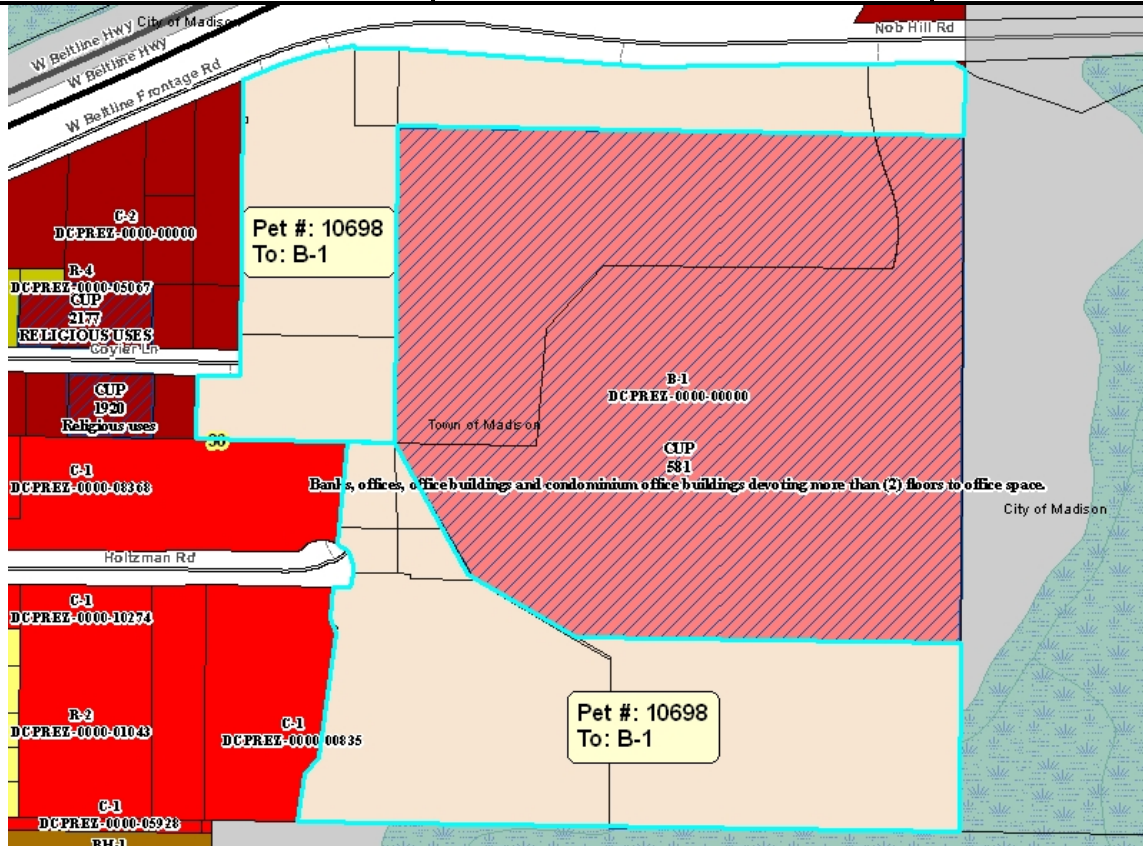 City of Madison
W Beltline Hwy
W Beltline Hwy
W Beltline Frontage Rd
Nob Hill Rd
C-2
DCPREZ-0000-00000
Pet #: 10698
To: B-1
R-4
DCPREZ-0000-05067
CUP
2177
RELIGIOUS USES
Coyier Ln
CUP
1920
Religious uses
B-1
DCPREZ-0000-00000
Town of Madison
30
CUP
581
Banks, offices, office buildings and condominium office buildings devoting more than (2) floors to office space.
C-1
DCPREZ-0000-08368
City of Madison
Holtzman Rd
C-1
DCPREZ-0000-10274
R-2
DCPREZ-0000-01043
C-1
DCPREZ-0000-00835
Pet #: 10698
To: B-1
C-1
DCPREZ-0000-05928
RH-1